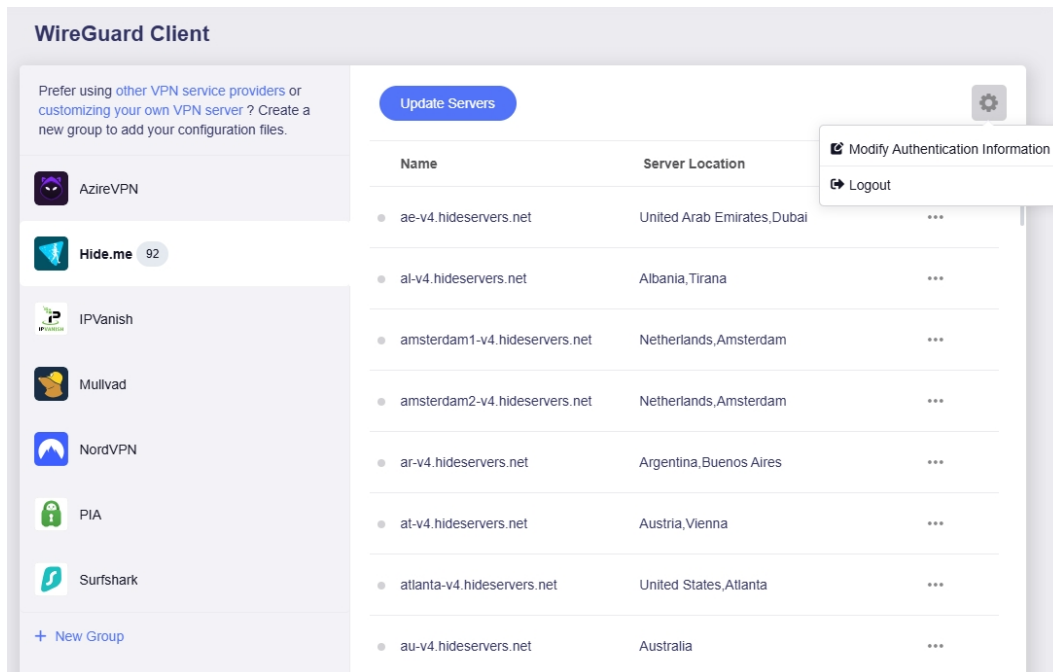 WireGuard Client
Prefer using other VPN service providers or
customizing your own VPN server ? Create a
new group to add your configuration files.
AzireVPN
Hide.me 92
IPVANISH
IPVanish
Mullvad
NordVPN
PIA
Surfshark
+ New Group
Update Servers
Modify Authentication Information
Logout
Name Server Location
ae-v4.hideservers.net United Arab Emirates,Dubai
al-v4.hideservers.net Albania,Tirana
amsterdam1-v4.hideservers.net Netherlands,Amsterdam
amsterdam2-v4.hideservers.net Netherlands,Amsterdam
ar-v4.hideservers.net Argentina,Buenos Aires
at-v4.hideservers.net Austria,Vienna
atlanta-v4.hideservers.net United States,Atlanta
au-v4.hideservers.net Australia